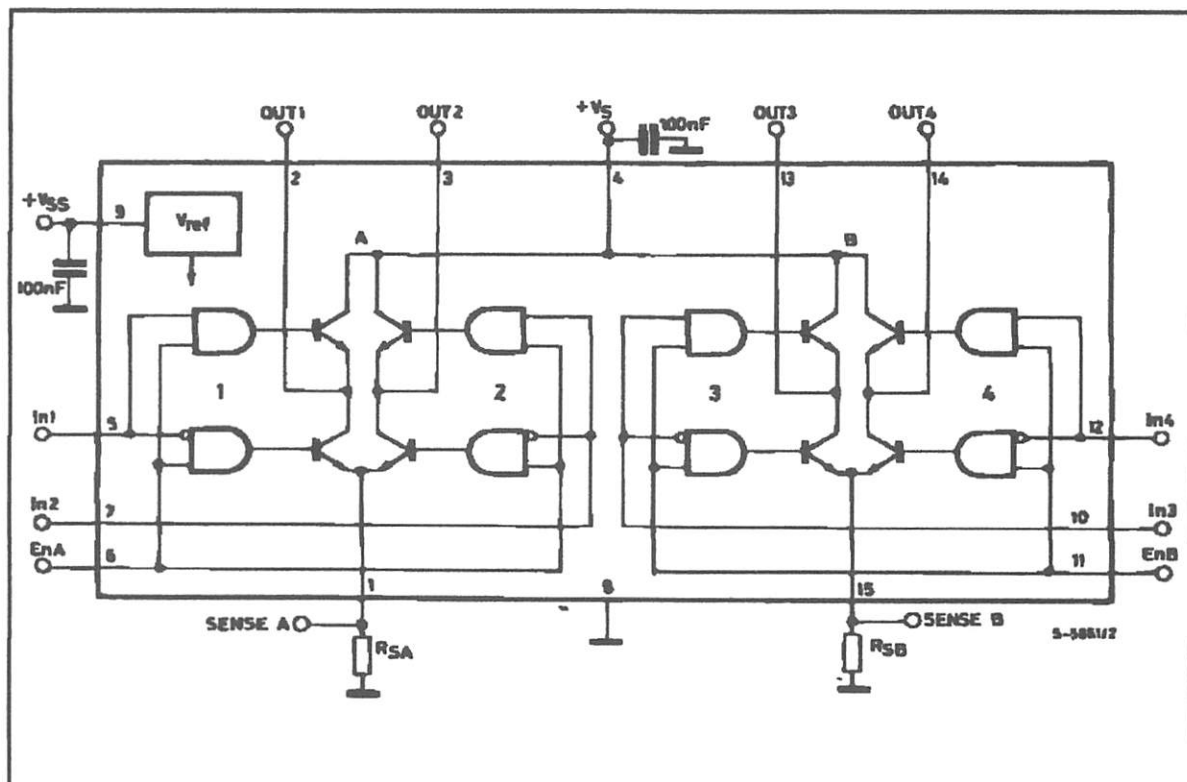 OUT1
OUT2
+VS
100nF
OUT3
OUT4
2
3
4
13
14
+VSS
9
Vref
100nF
A
B
1
2
3
4
In1
5
12
In4
In2
7
10
In3
EnA
6
11
EnB
1
8
15
SENSE A
SENSE B
RSA
RSB
S-5851/2